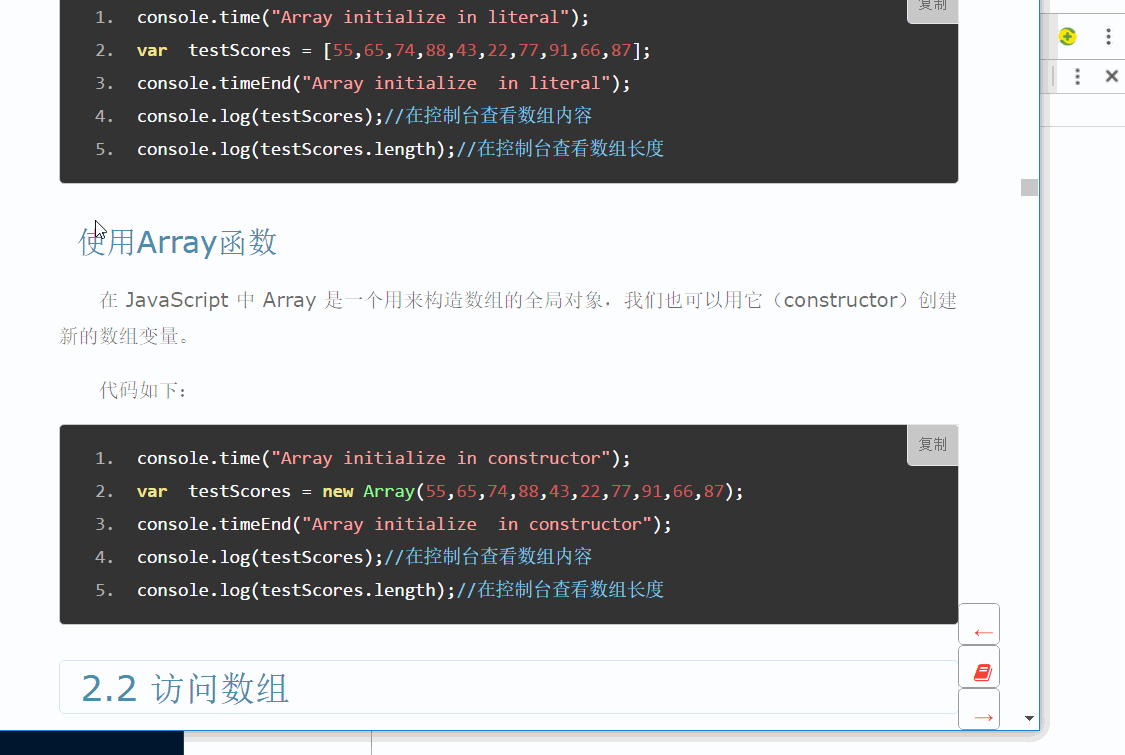 复制
1. console.time("Array initialize in literal");
2. var  testScores = [55,65,74,88,43,22,77,91,66,87];
3. console.timeEnd("Array initialize  in literal");
4. console.log(testScores);//在控制台查看数组内容
5. console.log(testScores.length);//在控制台查看数组长度
使用Array函数
在 JavaScript 中 Array 是一个用来构造数组的全局对象，我们也可以用它（constructor）创建
新的数组变量。
代码如下：
复制
1. console.time("Array initialize in constructor");
2. var  testScores = new Array(55,65,74,88,43,22,77,91,66,87);
3. console.timeEnd("Array initialize  in constructor");
4. console.log(testScores);//在控制台查看数组内容
5. console.log(testScores.length);//在控制台查看数组长度
2.2 访问数组